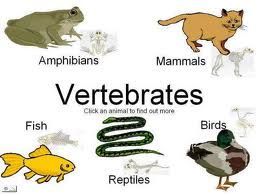 Amphibians
Mammals
Vertebrates
Click an animal to find out more
Fish
Birds
Reptiles